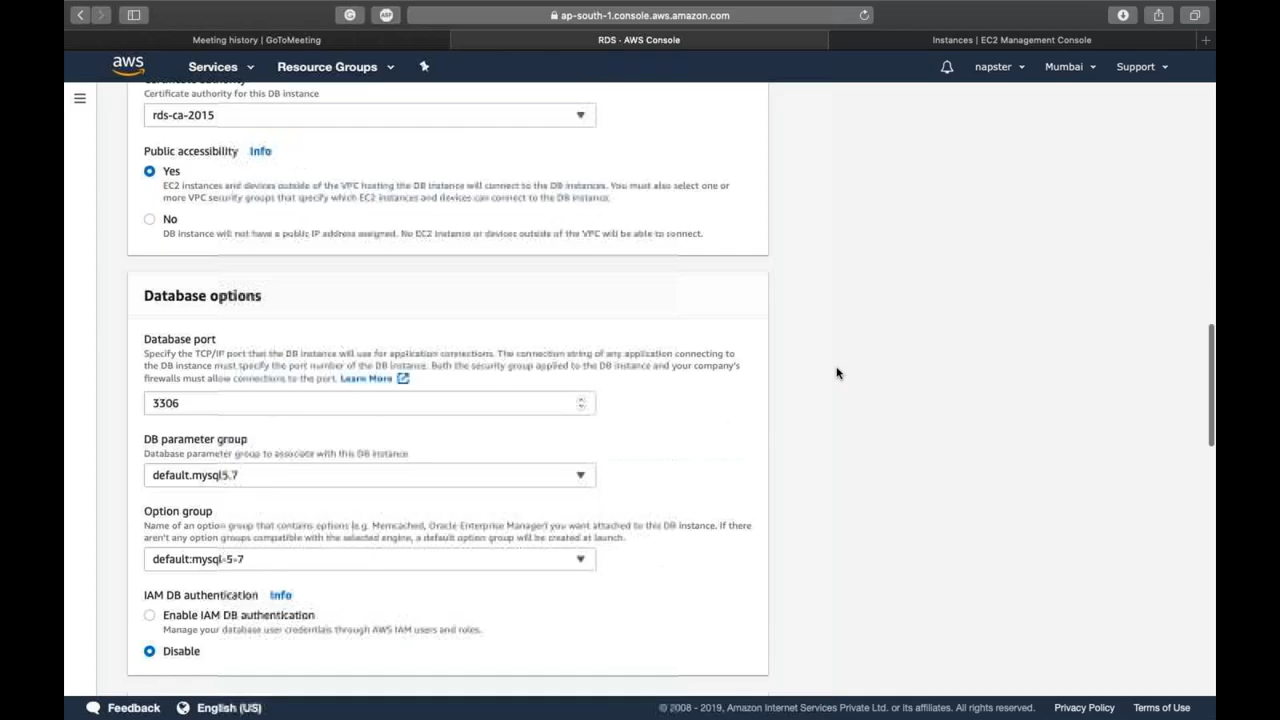 ap-south-1.console.aws.amazon.com
Meeting history | GoToMeeting
RDS - AWS Console
Instances | EC2 Management Console
aws
Services
Resource Groups
napster
Mumbai
Support
Certificate authority
Certificate authority for this DB instance
rds-ca-2015
Public accessibility Info
Yes
EC2 instances and devices outside of the VPC hosting the DB instance will connect to the DB instances. You must also select one or
more VPC security groups that specify which EC2 instances and devices can connect to the DB instance.
No
DB instance will not have a public IP address assigned. No EC2 instance or devices outside of the VPC will be able to connect.
Database options
Database port
Specify the TCP/IP port that the DB instance will use for application connections. The connection string of any application connecting to
the DB instance must specify the port number of the DB instance. Both the security group applied to the DB instance and your company's
firewalls must allow connections to the port. Learn More
3306
DB parameter group
Database parameter group to associate with this DB instance
default.mysql5.7
Option group
Name of an option group that contains options (e.g. Memcached, Oracle Enterprise Manager) you want attached to this DB instance. If there
aren't any option groups compatible with the selected engine, a default option group will be created at launch.
default:mysql-5-7
IAM DB authentication Info
Enable IAM DB authentication
Manage your database user credentials through AWS IAM users and roles.
Disable
Feedback
English (US)
© 2008 - 2019, Amazon Internet Services Private Ltd. or its affiliates. All rights reserved.
Privacy Policy
Terms of Use